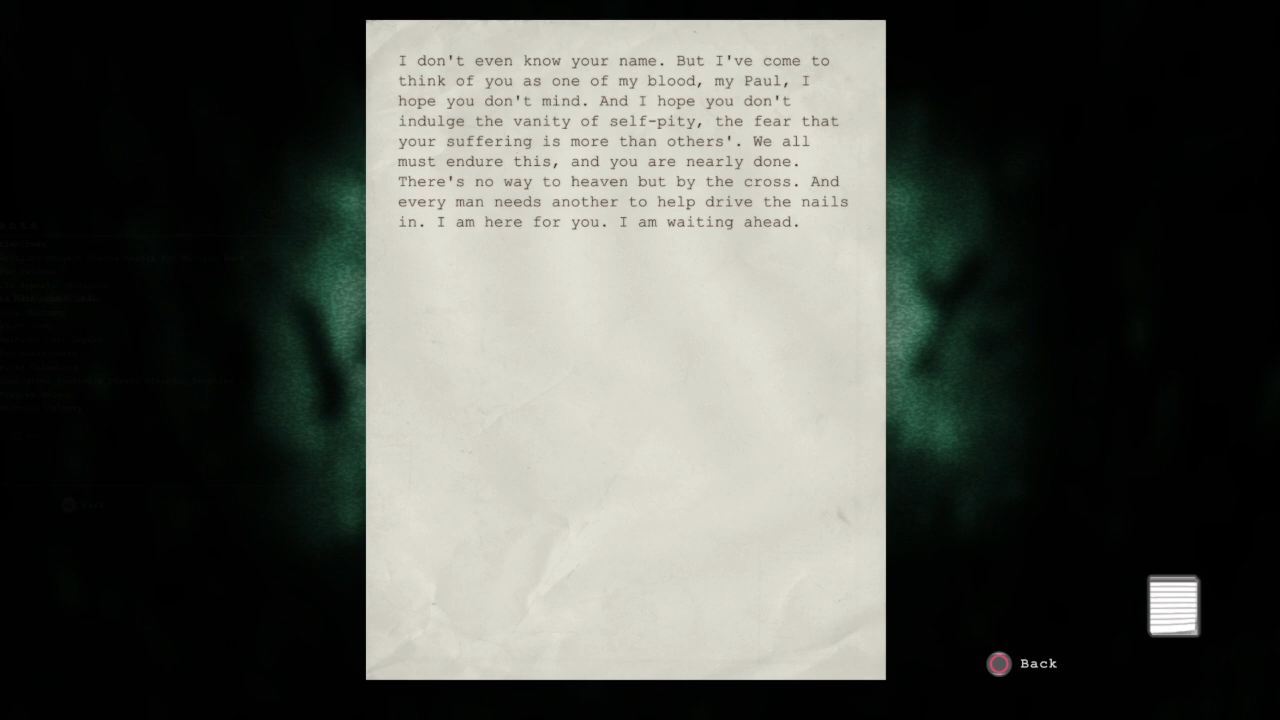 I don't even know your name. But I've come to
think of you as one of my blood, my Paul, I
hope you don't mind. And I hope you don't
indulge the vanity of self-pity, the fear that
your suffering is more than others'. We all
must endure this, and you are nearly done.
There's no way to heaven but by the cross. And
every man needs another to help drive the nails
in. I am here for you. I am waiting ahead.
Back